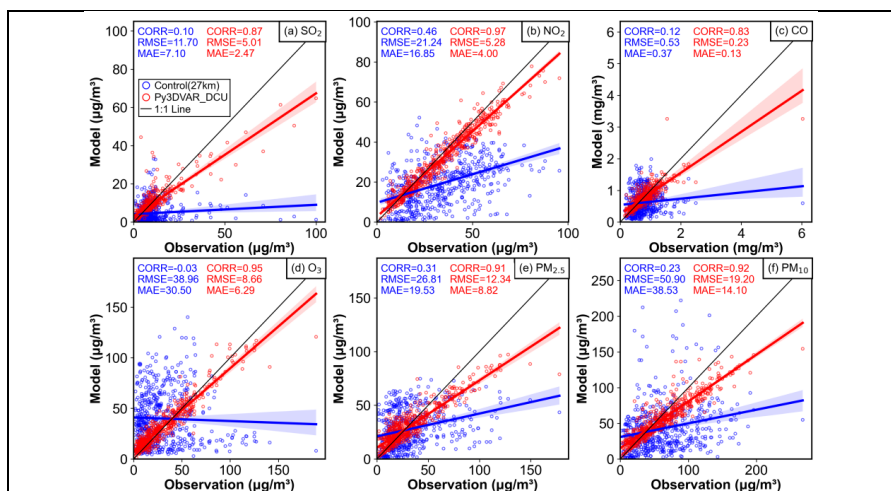 CORR=0.10 CORR=0.87 (a) SO₂
RMSE=11.70 RMSE=5.01
MAE=7.10 MAE=2.47
Control(27km)
Py3DVAR_DCU
1:1 Line
Model (μg/m³)
100
80
60
40
20
0
0 50 100
Observation (μg/m³)
CORR=0.46 CORR=0.97 (b) NO₂
RMSE=21.24 RMSE=5.28
MAE=16.85 MAE=4.00
Model (μg/m³)
100
80
60
40
20
0
0 50 100
Observation (μg/m³)
CORR=0.12 CORR=0.83 (c) CO
RMSE=0.53 RMSE=0.23
MAE=0.37 MAE=0.13
Model (mg/m³)
6
5
4
3
2
1
0
0 2 4 6
Observation (mg/m³)
CORR=-0.03 CORR=0.95 (d) O₃
RMSE=38.96 RMSE=8.66
MAE=30.50 MAE=6.29
Model (μg/m³)
150
100
50
0
0 50 100 150
Observation (μg/m³)
CORR=0.31 CORR=0.91 (e) PM₂.₅
RMSE=26.81 RMSE=12.34
MAE=19.53 MAE=8.82
Model (μg/m³)
150
100
50
0
0 50 100 150
Observation (μg/m³)
CORR=0.23 CORR=0.92 (f) PM₁₀
RMSE=50.90 RMSE=19.20
MAE=38.53 MAE=14.10
Model (μg/m³)
250
200
150
100
50
0
0 100 200
Observation (μg/m³)